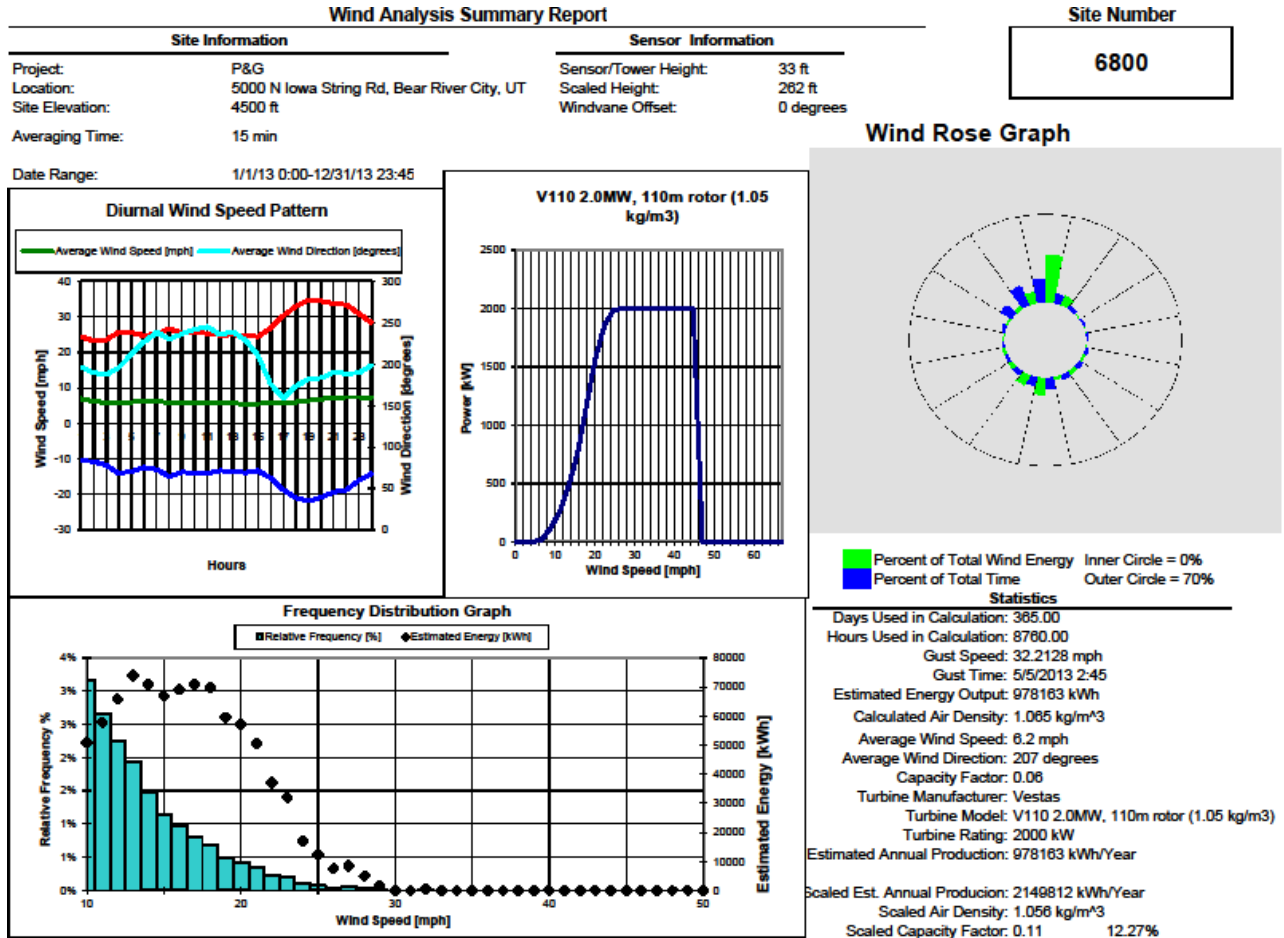 Wind Analysis Summary Report
Site Number
Site Information
Sensor Information
6800
Project: P&G
Sensor/Tower Height: 33 ft
Location: 5000 N Iowa String Rd, Bear River City, UT
Scaled Height: 262 ft
Site Elevation: 4500 ft
Windvane Offset: 0 degrees
Averaging Time: 15 min
Date Range: 1/1/13 0:00-12/31/13 23:45
Wind Rose Graph
Diurnal Wind Speed Pattern
Average Wind Speed [mph] Average Wind Direction [degrees]
40 300
30 250
20 200
10 150
0
-10 100
-20 50
-30 0
Wind Speed [mph]
Wind Direction [degrees]
Hours
V110 2.0MW, 110m rotor (1.05
kg/m3)
2500
2000
1500
1000
500
0
Power [kW]
0 10 20 30 40 50 60
Wind Speed [mph]
Percent of Total Wind Energy Inner Circle = 0%
Percent of Total Time Outer Circle = 70%
Frequency Distribution Graph
Relative Frequency [%] Estimated Energy [kWh]
4% 80000
3% 70000
3% 60000
2% 50000
2% 40000
1% 30000
1% 20000
0% 10000
0
Relative Frequency %
Estimated Energy [kWh]
10 20 30 40 50
Wind Speed [mph]
Statistics
Days Used in Calculation: 365.00
Hours Used in Calculation: 8760.00
Gust Speed: 32.2128 mph
Gust Time: 5/5/2013 2:45
Estimated Energy Output: 978163 kWh
Calculated Air Density: 1.065 kg/m^3
Average Wind Speed: 6.2 mph
Average Wind Direction: 207 degrees
Capacity Factor: 0.06
Turbine Manufacturer: Vestas
Turbine Model: V110 2.0MW, 110m rotor (1.05 kg/m3)
Turbine Rating: 2000 kW
Estimated Annual Production: 978163 kWh/Year
Scaled Est. Annual Producion: 2149812 kWh/Year
Scaled Air Density: 1.056 kg/m^3
Scaled Capacity Factor: 0.11 12.27%